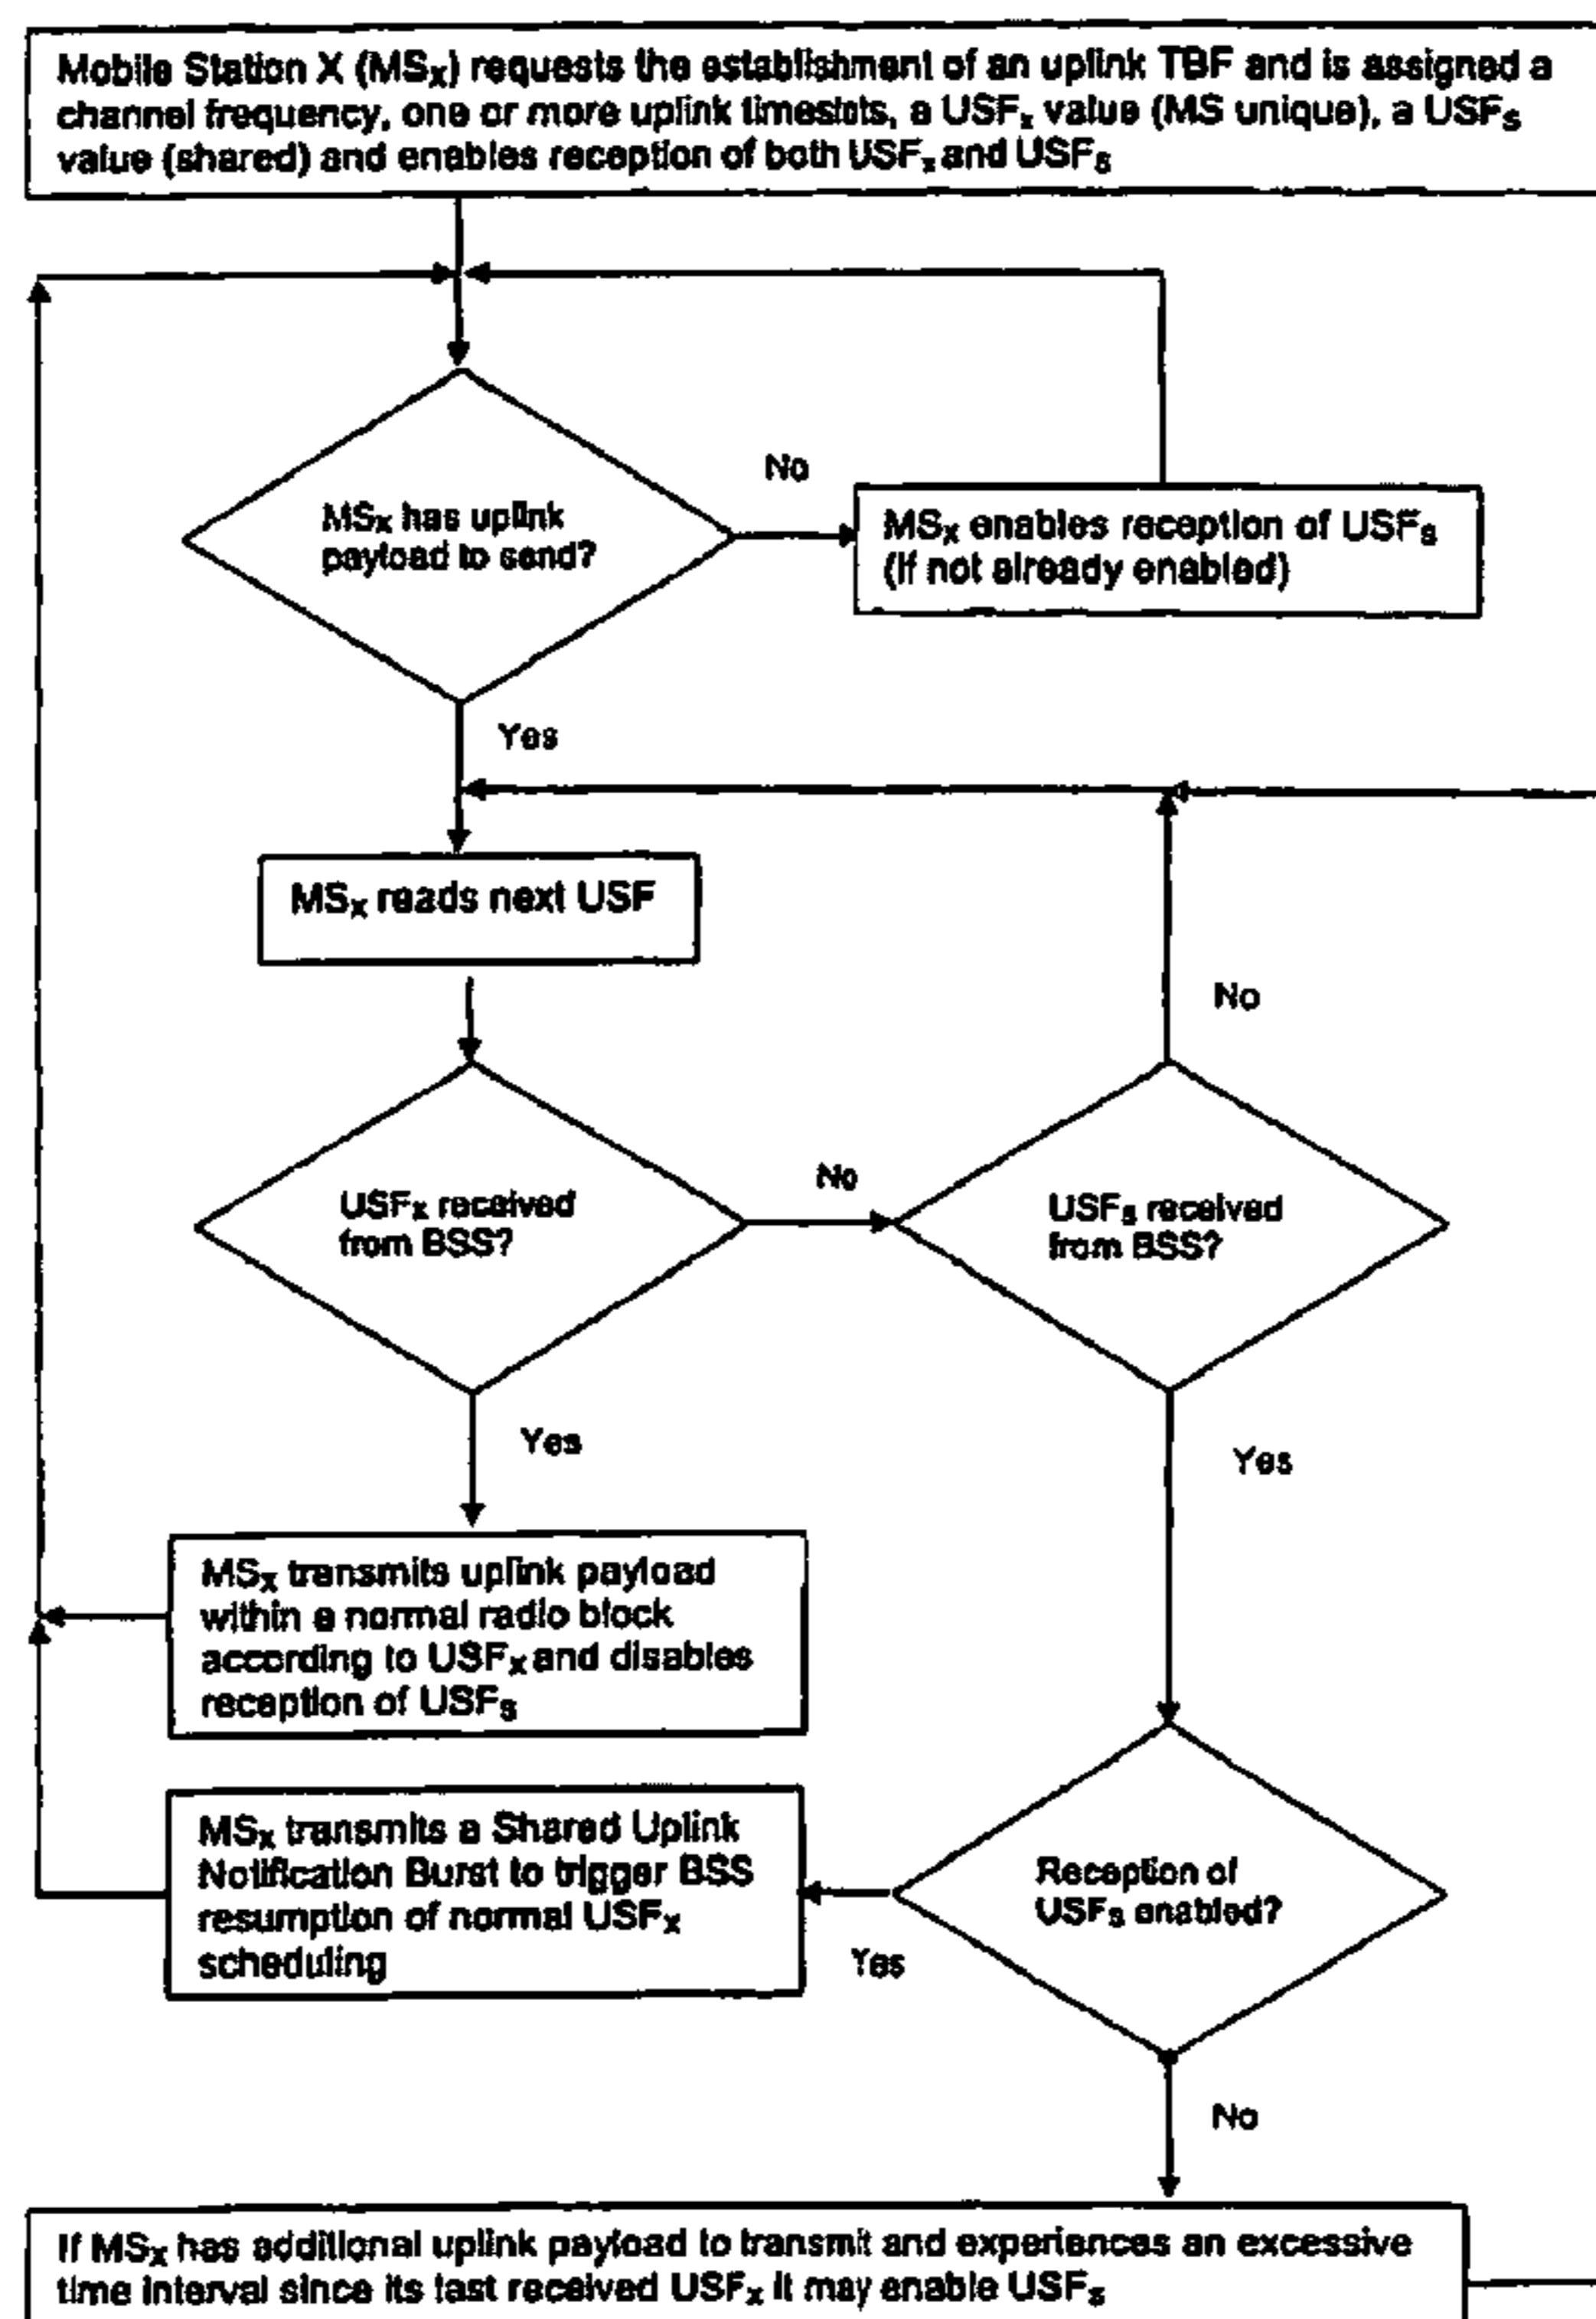 Mobile Station X (MSx) requests the establishment of an uplink TBF and is assigned a
channel frequency, one or more uplink timeslots, a USFx value (MS unique), a USFs
value (shared) and enables reception of both USFx and USFs
No
MSx has uplink
payload to send?
MSx enables reception of USFs
(if not already enabled)
Yes
MSx reads next USF
No
No
USFx received
from BSS?
USFs received
from BSS?
Yes
Yes
MSx transmits uplink payload
within a normal radio block
according to USFx and disables
reception of USFs
MSx transmits a Shared Uplink
Notification Burst to trigger BSS
resumption of normal USFx
scheduling
Reception of
USFs enabled?
Yes
No
If MSx has additional uplink payload to transmit and experiences an excessive
time interval since its last received USFx it may enable USFs